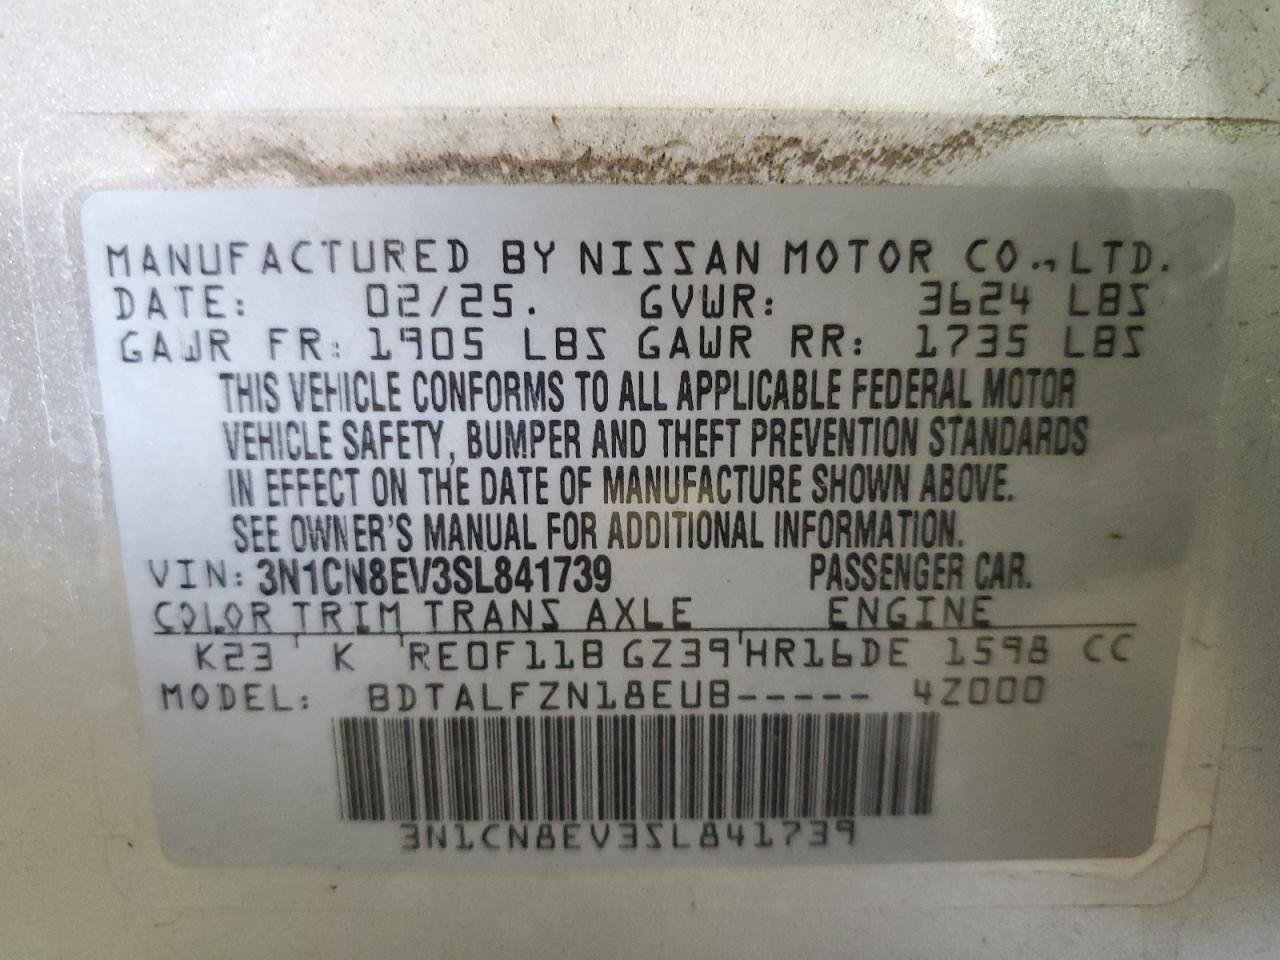 MANUFACTURED BY NISSAN MOTOR CO., LTD.
DATE: 02/25. GVWR: 3624 LBS
GAWR FR: 1905 LBS GAWR RR: 1735 LBS
THIS VEHICLE CONFORMS TO ALL APPLICABLE FEDERAL MOTOR
VEHICLE SAFETY, BUMPER AND THEFT PREVENTION STANDARDS
IN EFFECT ON THE DATE OF MANUFACTURE SHOWN ABOVE.
SEE OWNER'S MANUAL FOR ADDITIONAL INFORMATION.
VIN: 3N1CN8EV3SL841739 PASSENGER CAR.
COLOR TRIM TRANS AXLE ENGINE
K23 K RE0F11B GZ39 HR16DE 1598 CC
MODEL: BDTALFZN18EUB----- 4Z000
3N1CN8EV3SL841739